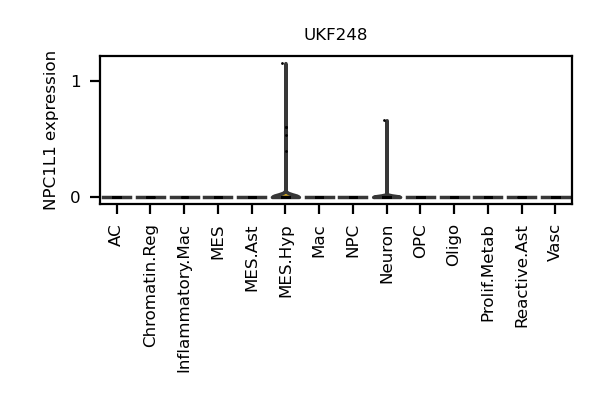 UKF248
NPC1L1 expression
1
0
AC
Chromatin.Reg
Inflammatory.Mac
MES
MES.Ast
MES.Hyp
Mac
NPC
Neuron
OPC
Oligo
Prolif.Metab
Reactive.Ast
Vasc